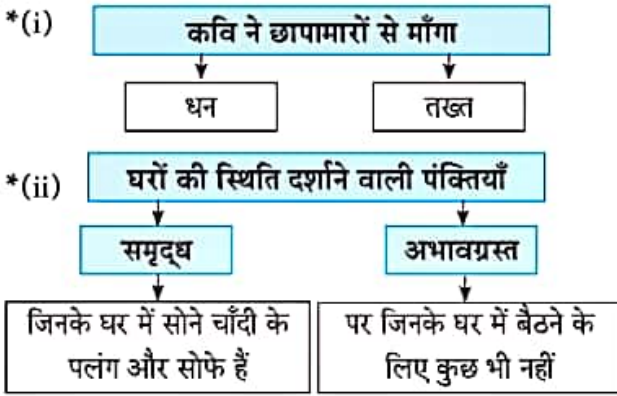 *(i)
कवि ने छापामारों से माँगा
धन
तख्त
*(ii)
घरों की स्थिति दर्शाने वाली पंक्तियाँ
समृद्ध
अभावग्रस्त
जिनके घर में सोने चाँदी के
पलंग और सोफे हैं
पर जिनके घर में बैठने के
लिए कुछ भी नहीं